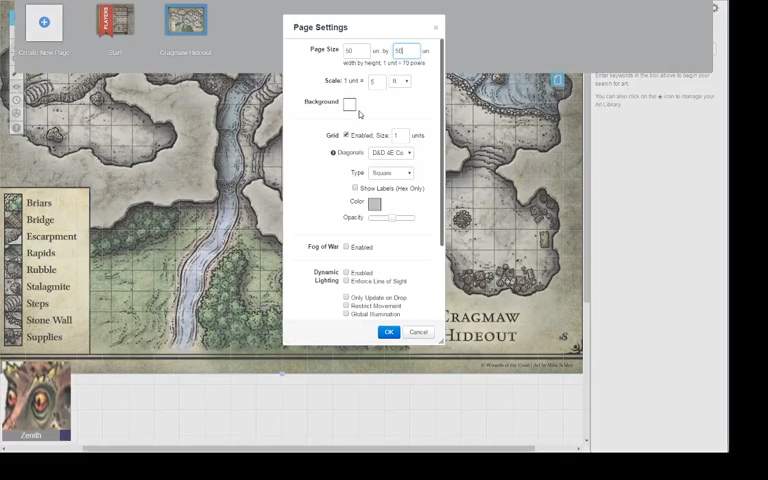 Page Settings
×
PLAYERS
Create New Page
Start
Cragmaw Hideout
Page Size 50 un. by 50 un
width by height, 1 unit = 70 pixels
Scale: 1 unit = 5 ft.
Background
Grid Enabled, Size: 1 units
Diagonals D&D 4E Co
Type Square
Show Labels (Hex Only)
Color
Opacity
Fog of War Enabled
Dynamic Lighting
Enabled
Enforce Line of Sight
Only Update on Drop
Restrict Movement
Global Illumination
OK Cancel
Enter keywords in the box above to begin your
search for art.
You can also click on the ★ icon to manage your
Art Library.
Briars
Bridge
Escarpment
Rapids
Rubble
Stalagmite
Steps
Stone Wall
Supplies
CRAGMAW
HIDEOUT
Zenith